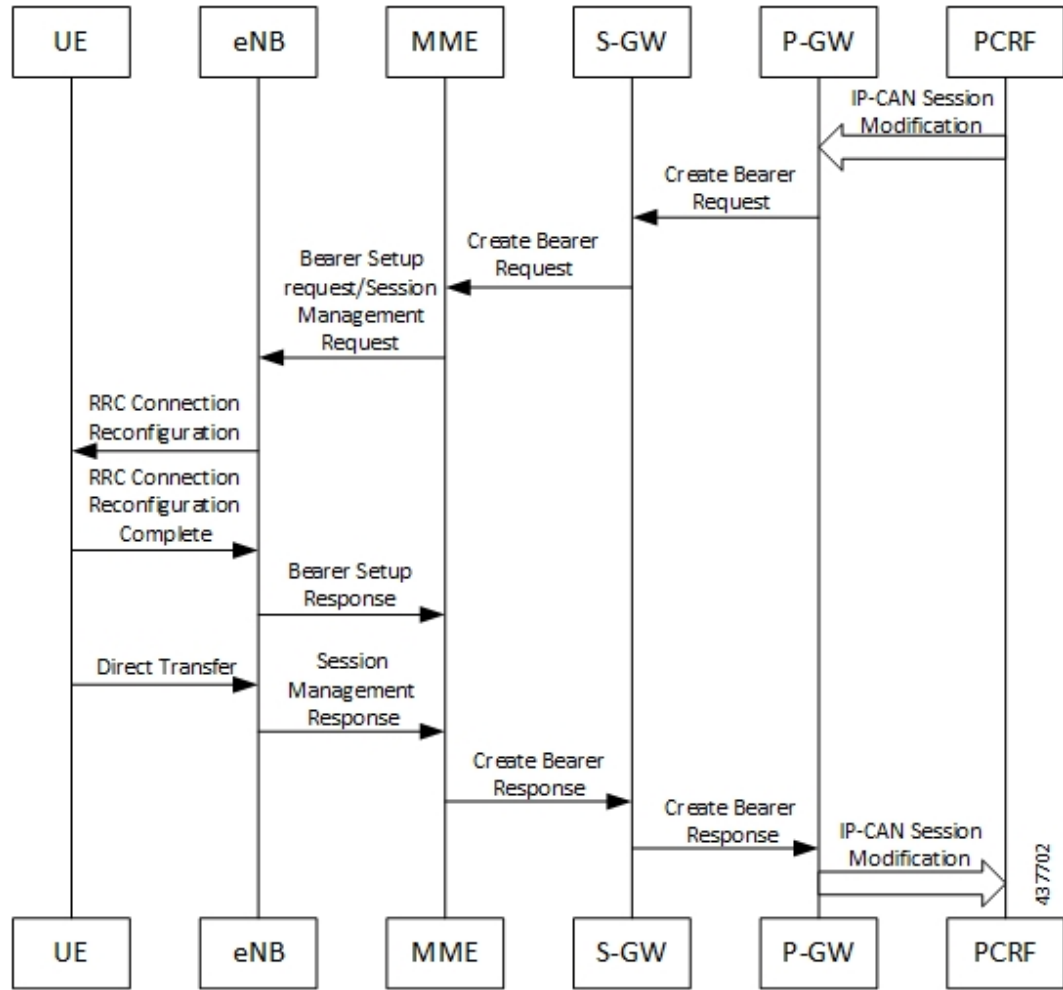 UE
eNB
MME
S-GW
P-GW
PCRF
IP-CAN Session
Modification
Create Bearer
Request
Create Bearer
Request
Bearer Setup
request/Session
Management
Request
RRC Connection
Reconfiguration
RRC Connection
Reconfiguration
Complete
Bearer Setup
Response
Direct Transfer
Session
Management
Response
Create Bearer
Response
Create Bearer
Response
IP-CAN Session
Modification
437702
UE
eNB
MME
S-GW
P-GW
PCRF